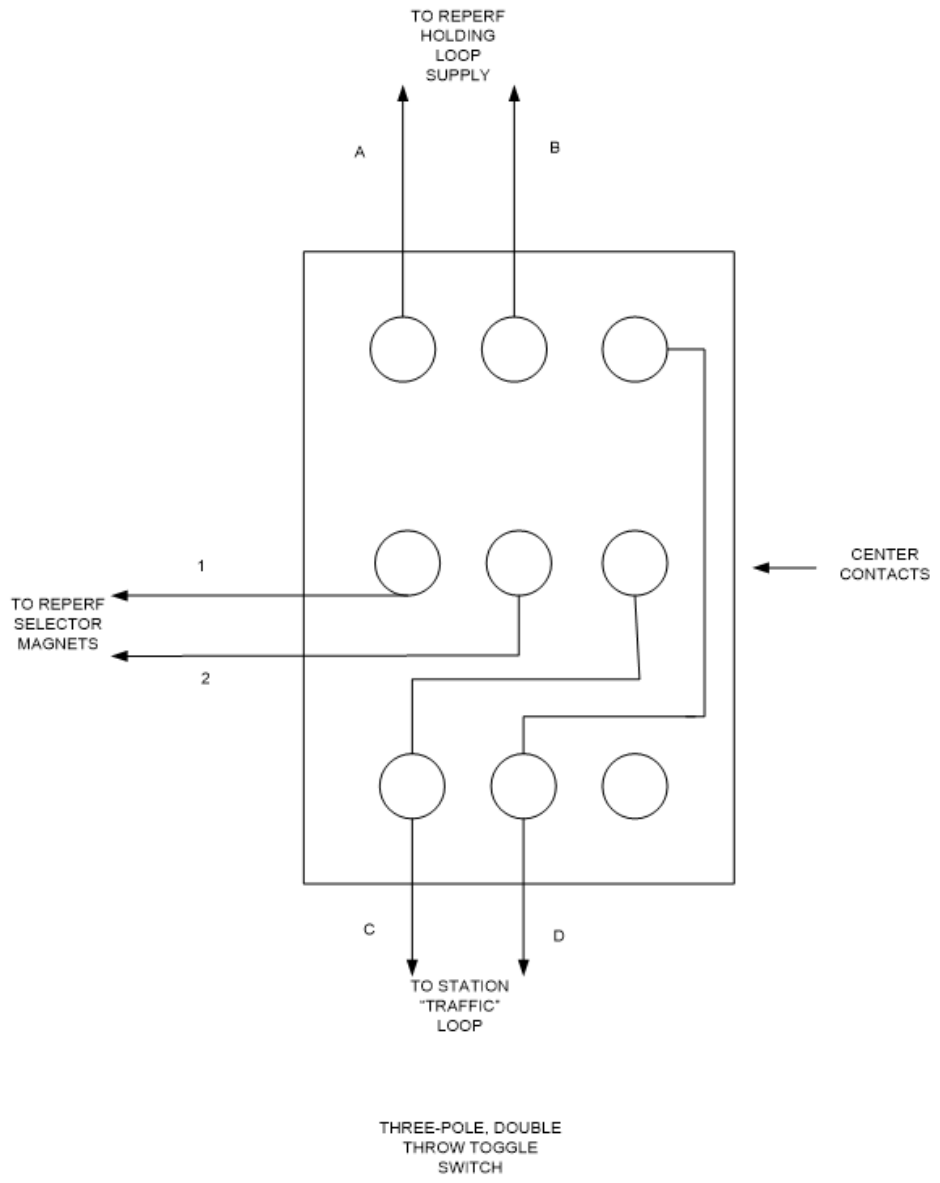 TO REPERF
HOLDING
LOOP
SUPPLY
A
B
1
TO REPERF
SELECTOR
MAGNETS
2
CENTER
CONTACTS
C
D
TO STATION
"TRAFFIC"
LOOP
THREE-POLE, DOUBLE
THROW TOGGLE
SWITCH